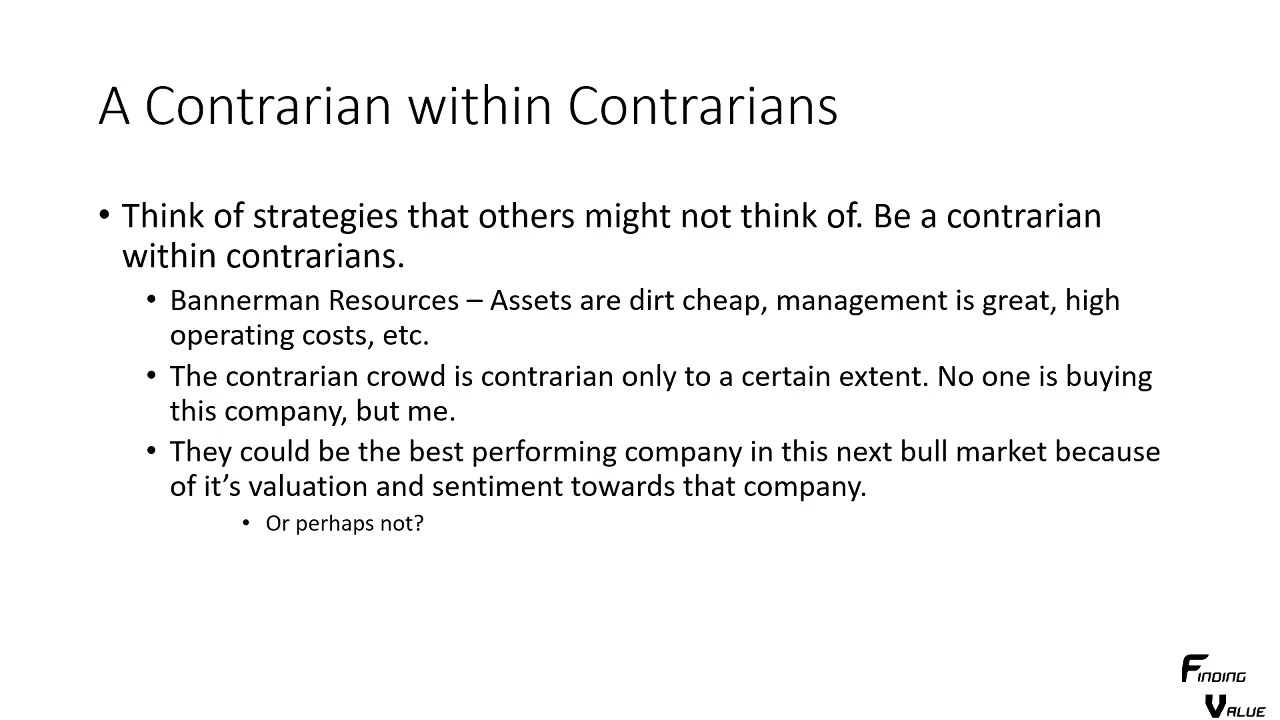 A Contrarian within Contrarians
• Think of strategies that others might not think of. Be a contrarian
within contrarians.
• Bannerman Resources – Assets are dirt cheap, management is great, high
operating costs, etc.
• The contrarian crowd is contrarian only to a certain extent. No one is buying
this company, but me.
• They could be the best performing company in this next bull market because
of it’s valuation and sentiment towards that company.
• Or perhaps not?
Finding
Value